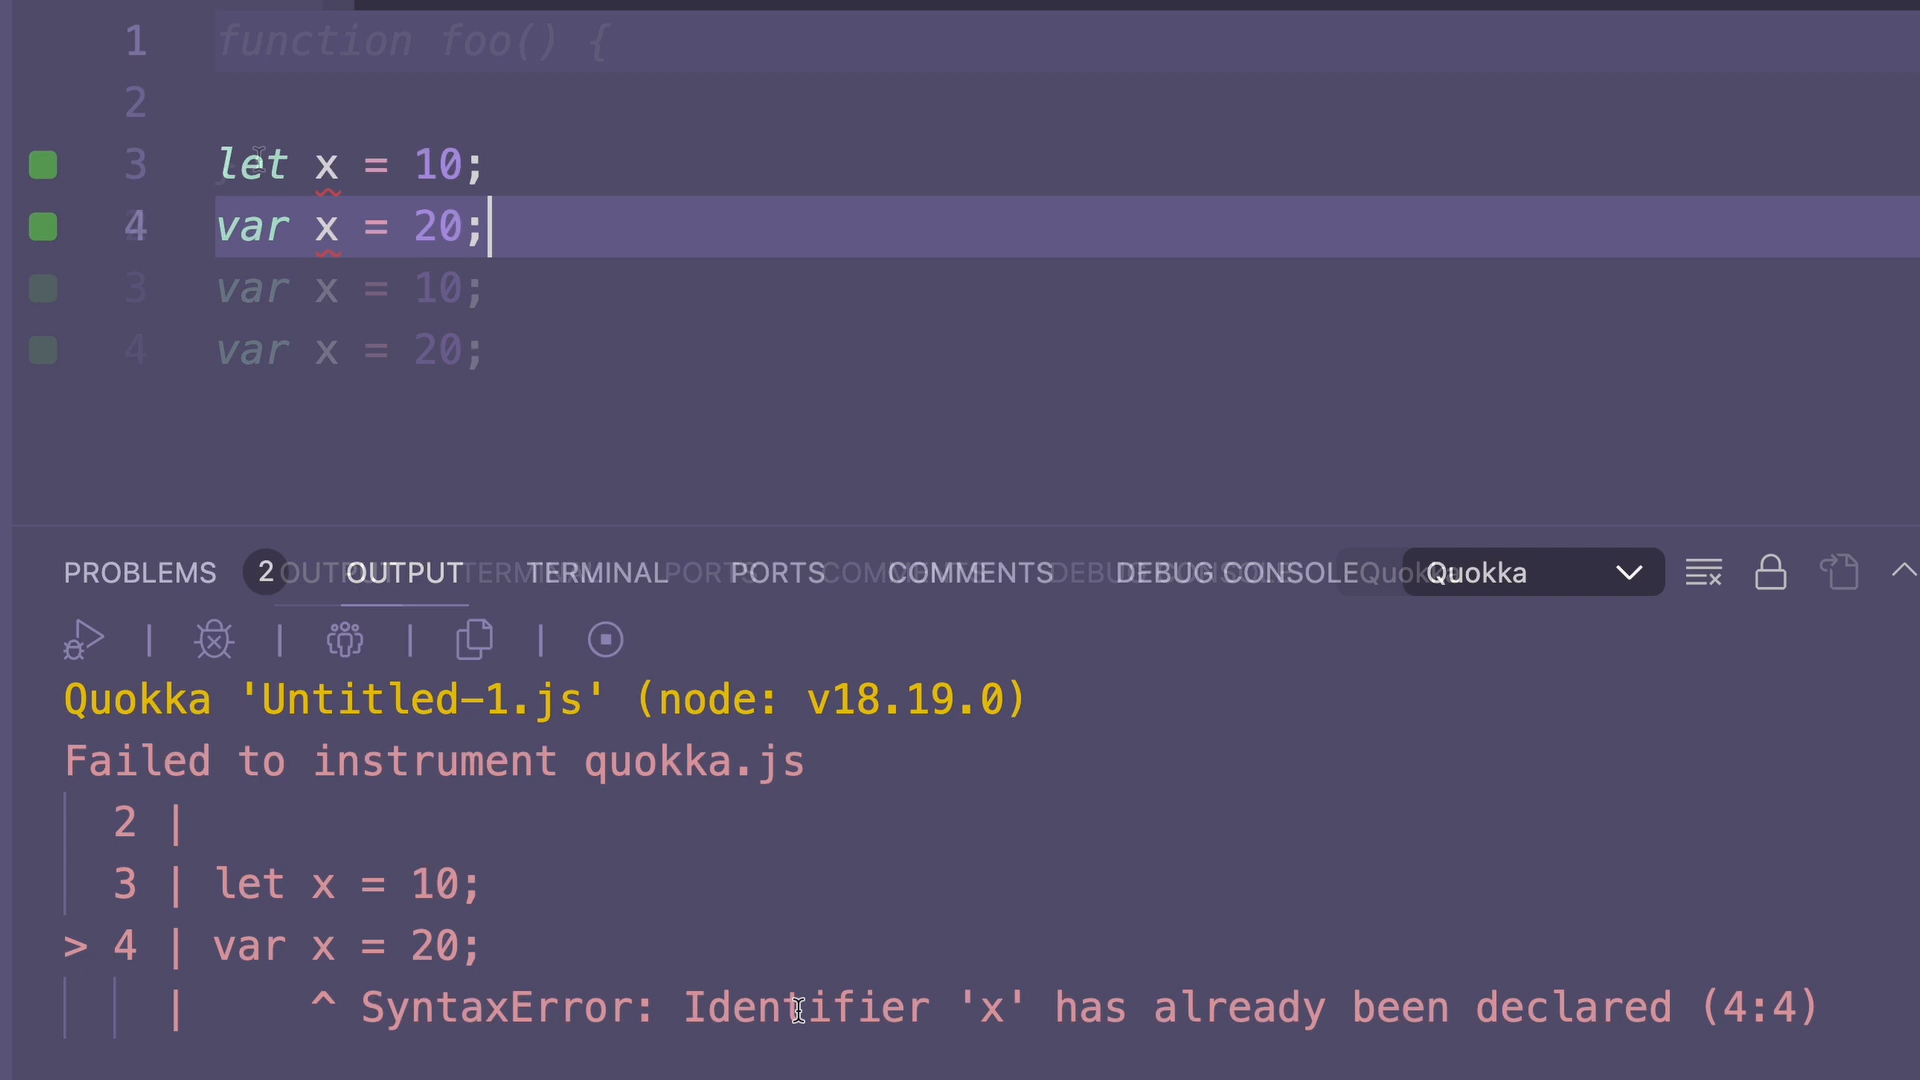 1 function foo() {
2
3 let x = 10;
4 var x = 20;
3 var x = 10;
4 var x = 20;
PROBLEMS 2 OUTPUT TERMINAL PORTS COMMENTS DEBUG CONSOLE Quokka
Quokka 'Untitled-1.js' (node: v18.19.0)
Failed to instrument quokka.js
2 |
3 | let x = 10;
> 4 | var x = 20;
| ^ SyntaxError: Identifier 'x' has already been declared (4:4)